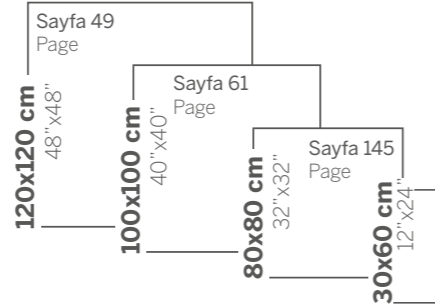 Sayfa 49
Page
120x120 cm
48"x48"
Sayfa 61
Page
100x100 cm
40"x40"
Sayfa 145
Page
80x80 cm
32"x32"
30x60 cm
12"x24"